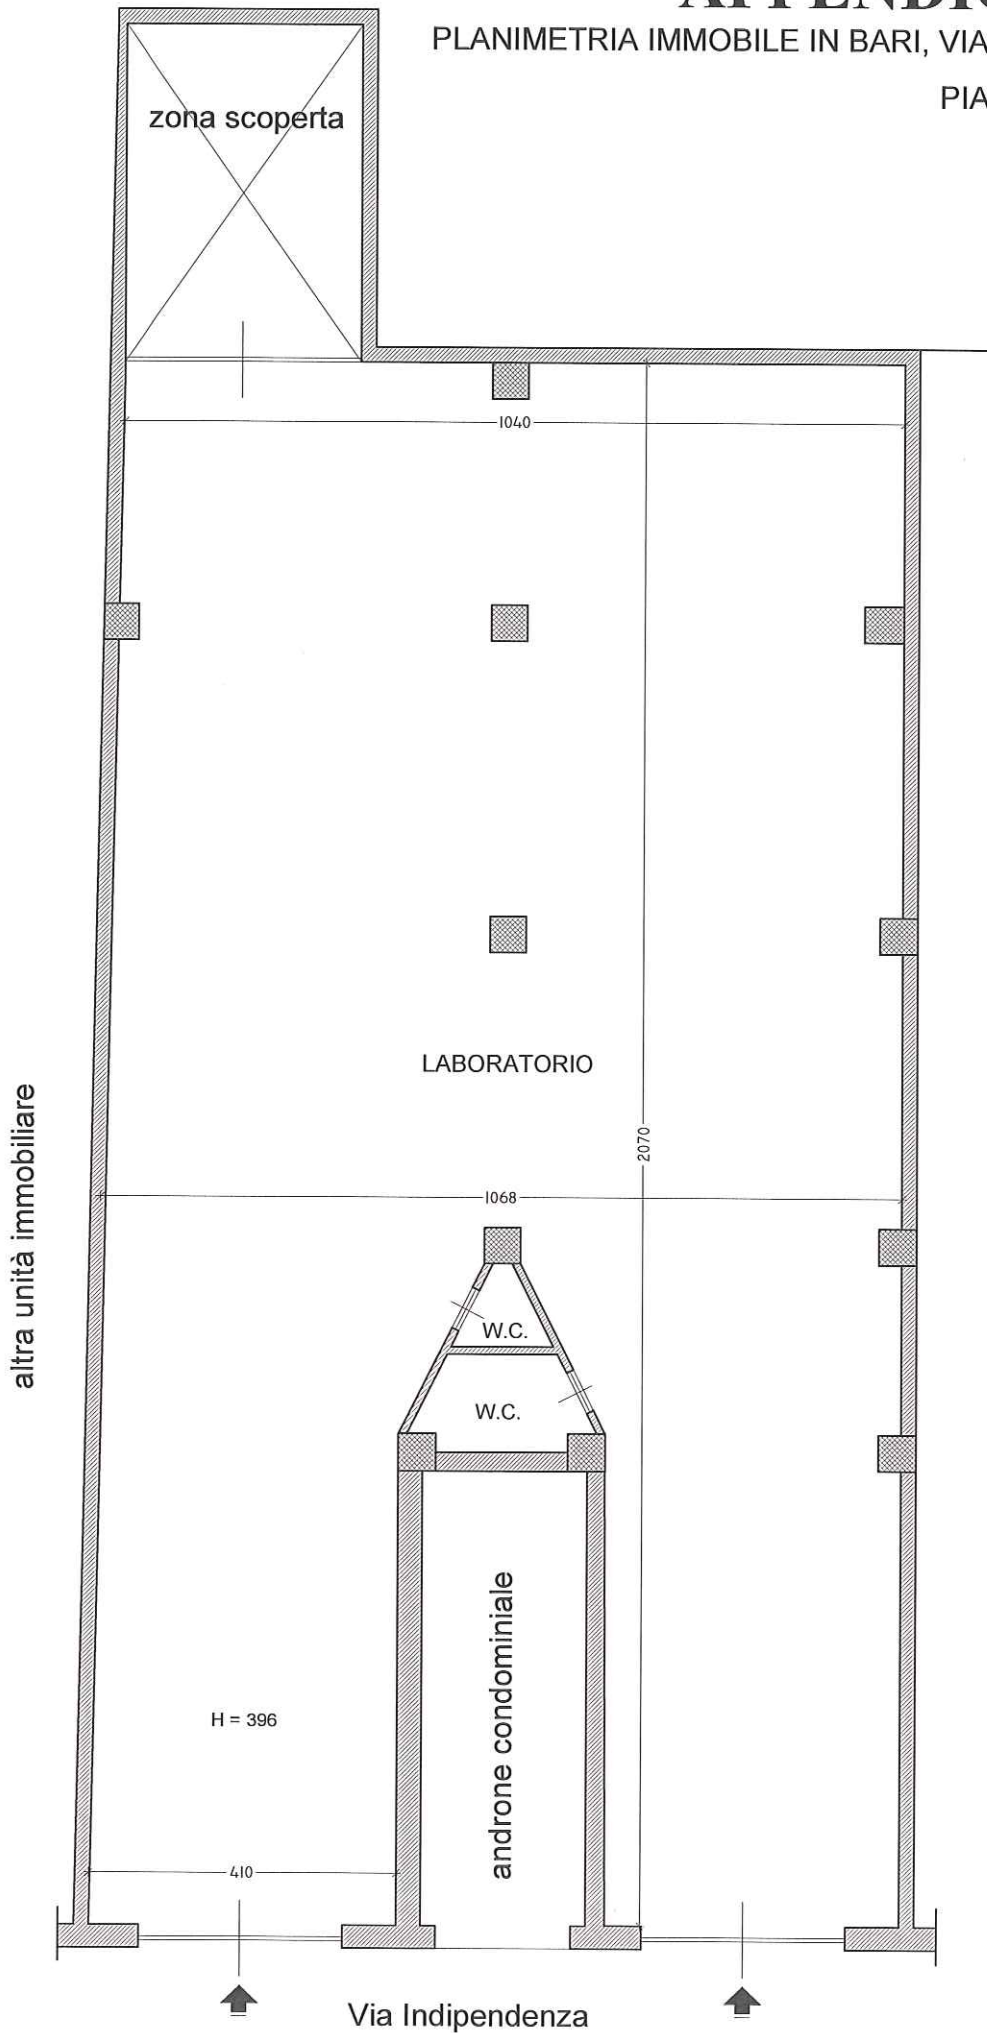 PLANIMETRIA IMMOBILE IN BARI, VIA
zona scoperta
1040
LABORATORIO
2070
altra unità immobiliare
1068
W.C.
W.C.
androne condominiale
H = 396
410
Via Indipendenza